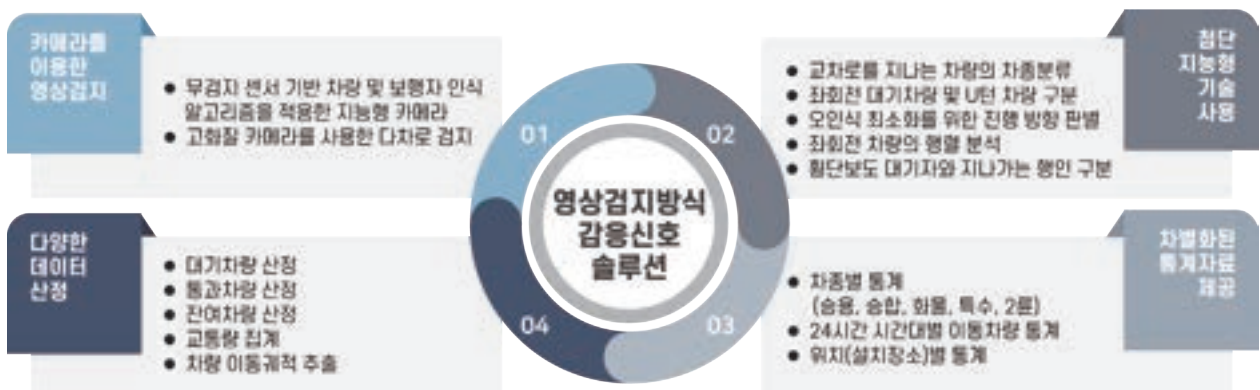 카메라를
이용한
영상검지
무검지 센서 기반 차량 및 보행자 인식
알고리즘을 적용한 지능형 카메라
고화질 카메라를 사용한 다차로 검지
01
첨단
지능형
기술
사용
교차로를 지나는 차량의 차종분류
좌회전 대기차량 및 U턴 차량 구분
오인식 최소화를 위한 진행 방향 판별
좌회전 차량의 행렬 분석
횡단보도 대기자와 지나가는 행인 구분
02
영상검지방식
감응신호
솔루션
다양한
데이터
산정
대기차량 산정
통과차량 산정
잔여차량 산정
교통량 집계
차량 이동궤적 추출
04
차별화된
통계자료
제공
차종별 통계
(승용, 승합, 화물, 특수, 2륜)
24시간 시간대별 이동차량 통계
위치(설치장소)별 통계
03